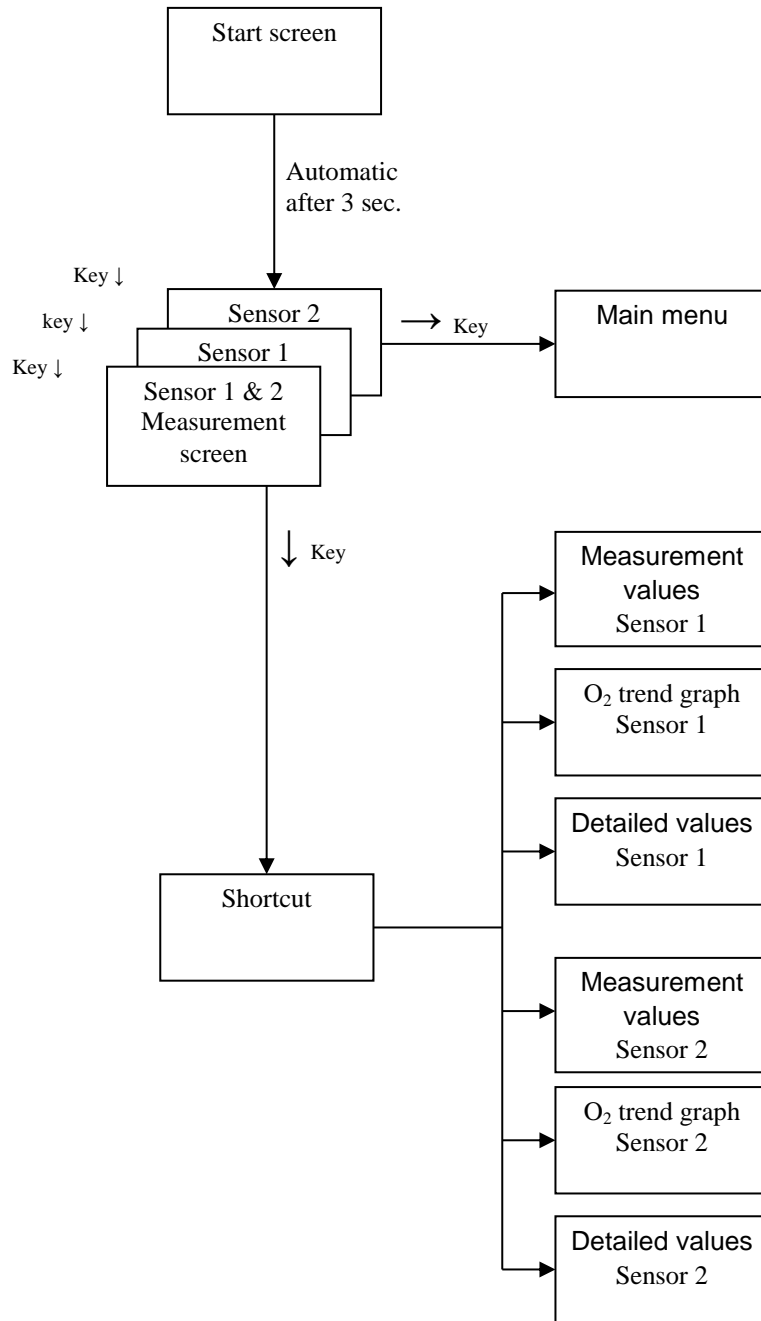 Start screen
Automatic
after 3 sec.
Key ↓
key ↓
Key ↓
Sensor 2
Sensor 1
Sensor 1 & 2
Measurement
screen
→ Key
Main menu
↓ Key
Measurement
values
Sensor 1
O₂ trend graph
Sensor 1
Detailed values
Sensor 1
Shortcut
Measurement
values
Sensor 2
O₂ trend graph
Sensor 2
Detailed values
Sensor 2